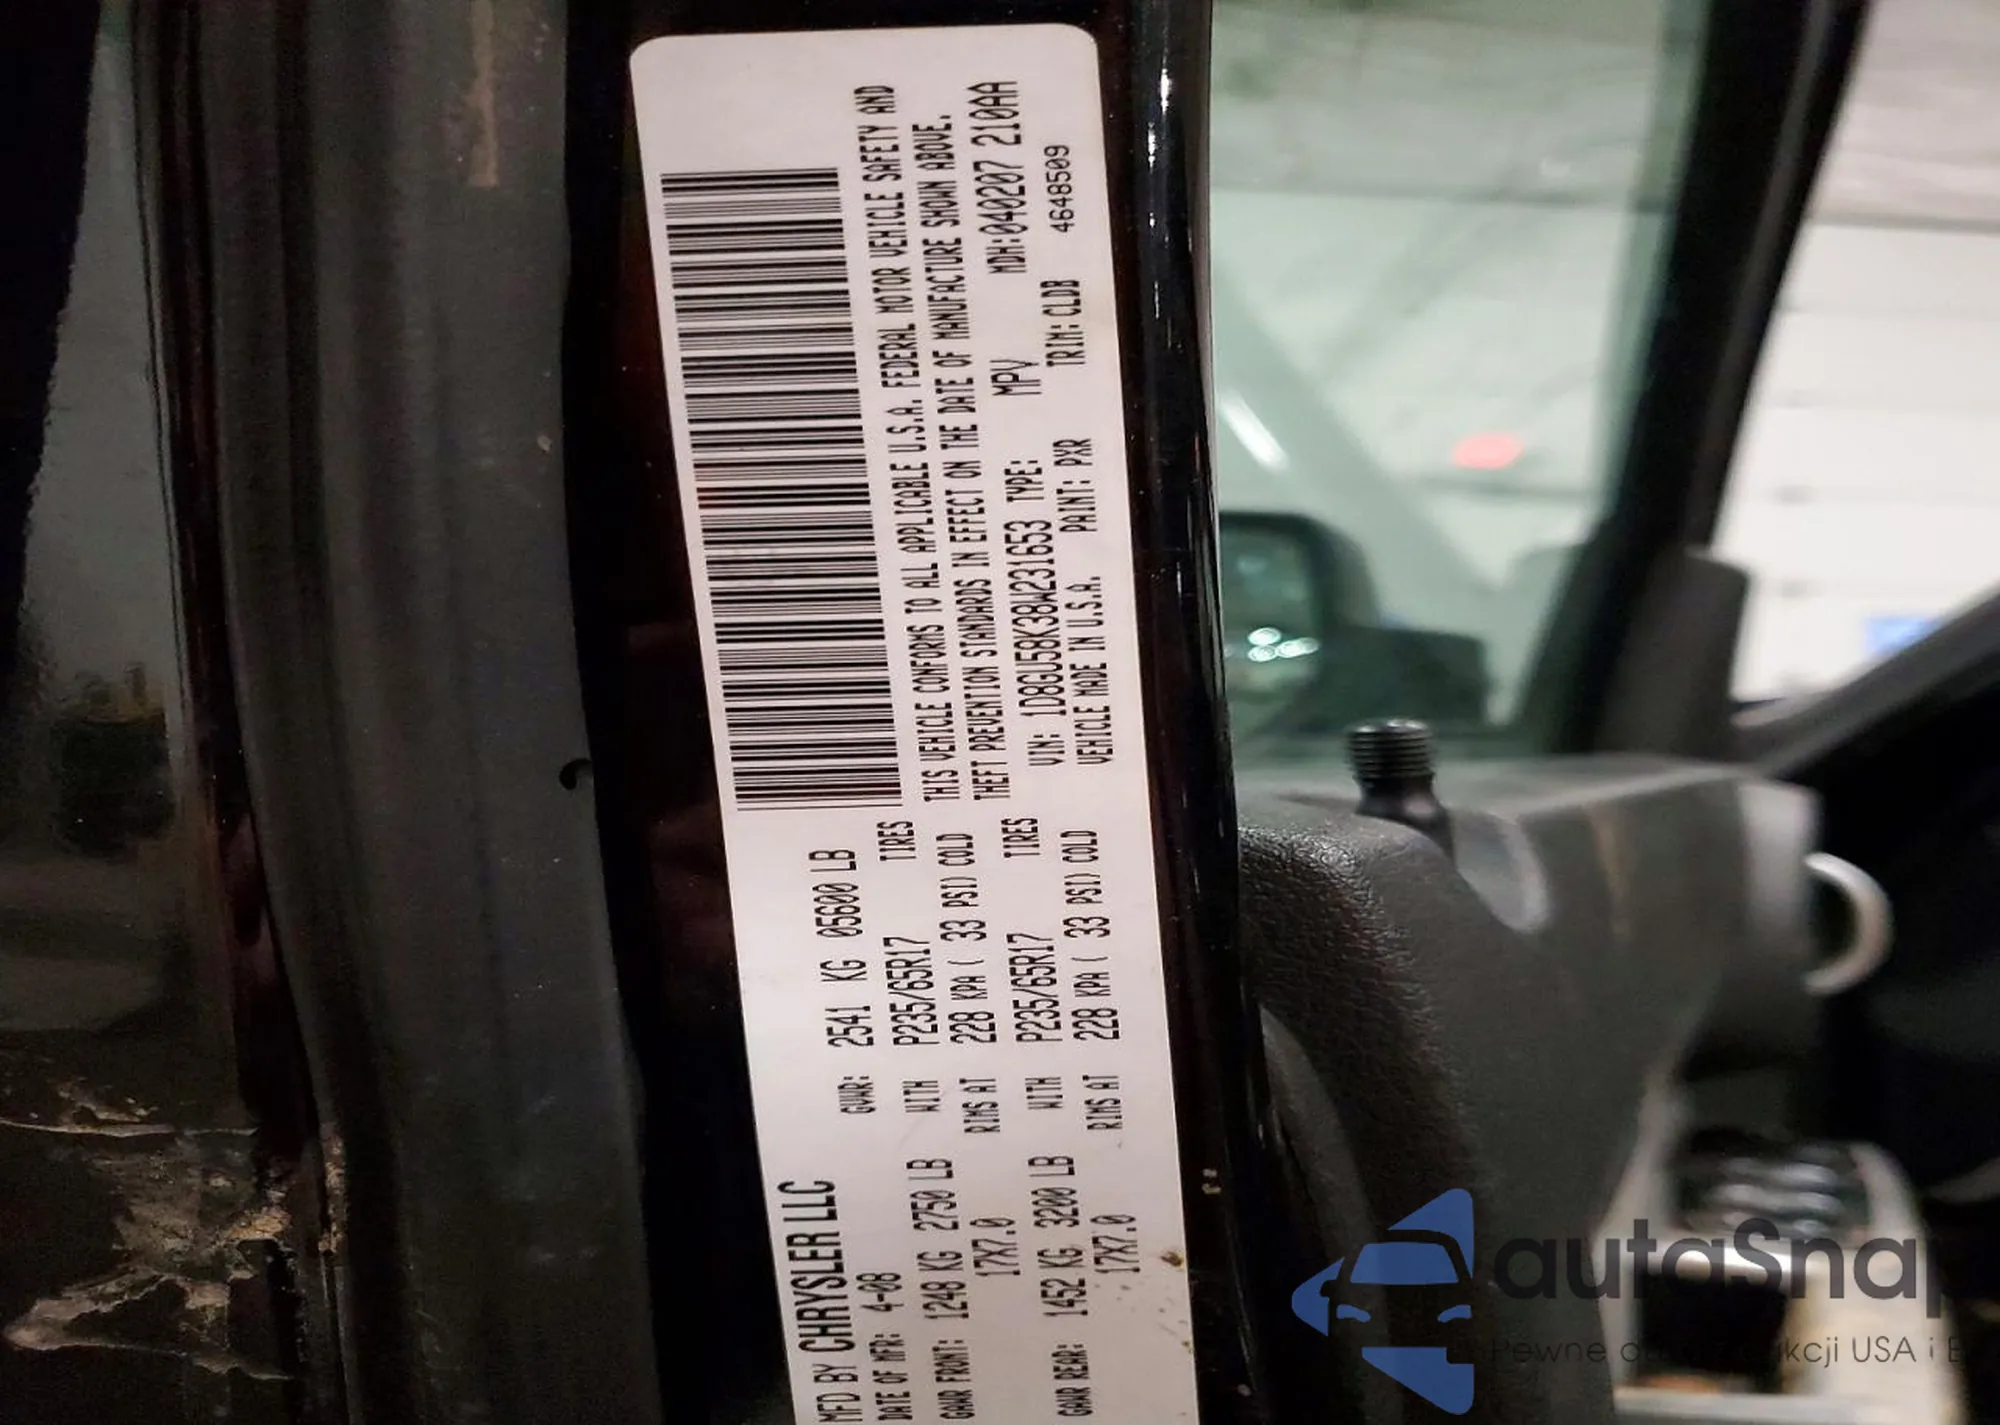 MFD BY CHRYSLER LLC
DATE OF MFR: 4-08 GVWR: 2541 KG 05600 LB
GAWR FRONT: 1248 KG 2750 LB WITH P235/65R17 TIRES
17X7.0 RIMS AT 228 KPA ( 33 PSI) COLD
GAWR REAR: 1452 KG 3200 LB WITH P235/65R17 TIRES
17X7.0 RIMS AT 228 KPA ( 33 PSI) COLD
THIS VEHICLE CONFORMS TO ALL APPLICABLE U.S.A. FEDERAL MOTOR VEHICLE SAFETY AND
THEFT PREVENTION STANDARDS IN EFFECT ON THE DATE OF MANUFACTURE SHOWN ABOVE.
VIN: 1D8GU58K38W231653 TYPE: MPV MDH:040207 210AA
VEHICLE MADE IN U.S.A. PAINT: PXR TRIM: CLDB 4648509
autaSnap
Pewne USA i